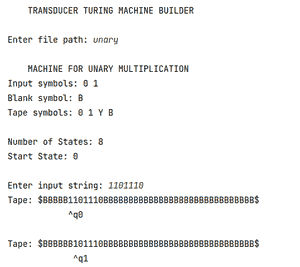 TRANSDUCER TURING MACHINE BUILDER
Enter file path: unary
MACHINE FOR UNARY MULTIPLICATION
Input symbols: 0 1
Blank symbol: B
Tape symbols: 0 1 Y B
Number of States: 8
Start State: 0
Enter input string: 1101110
Tape: $BBBBB1101110BBBBBBBBBBBBBBBBBBBBBBBBBBBBBB$
^q0
Tape: $BBBBBB101110BBBBBBBBBBBBBBBBBBBBBBBBBBBBBB$
^q1